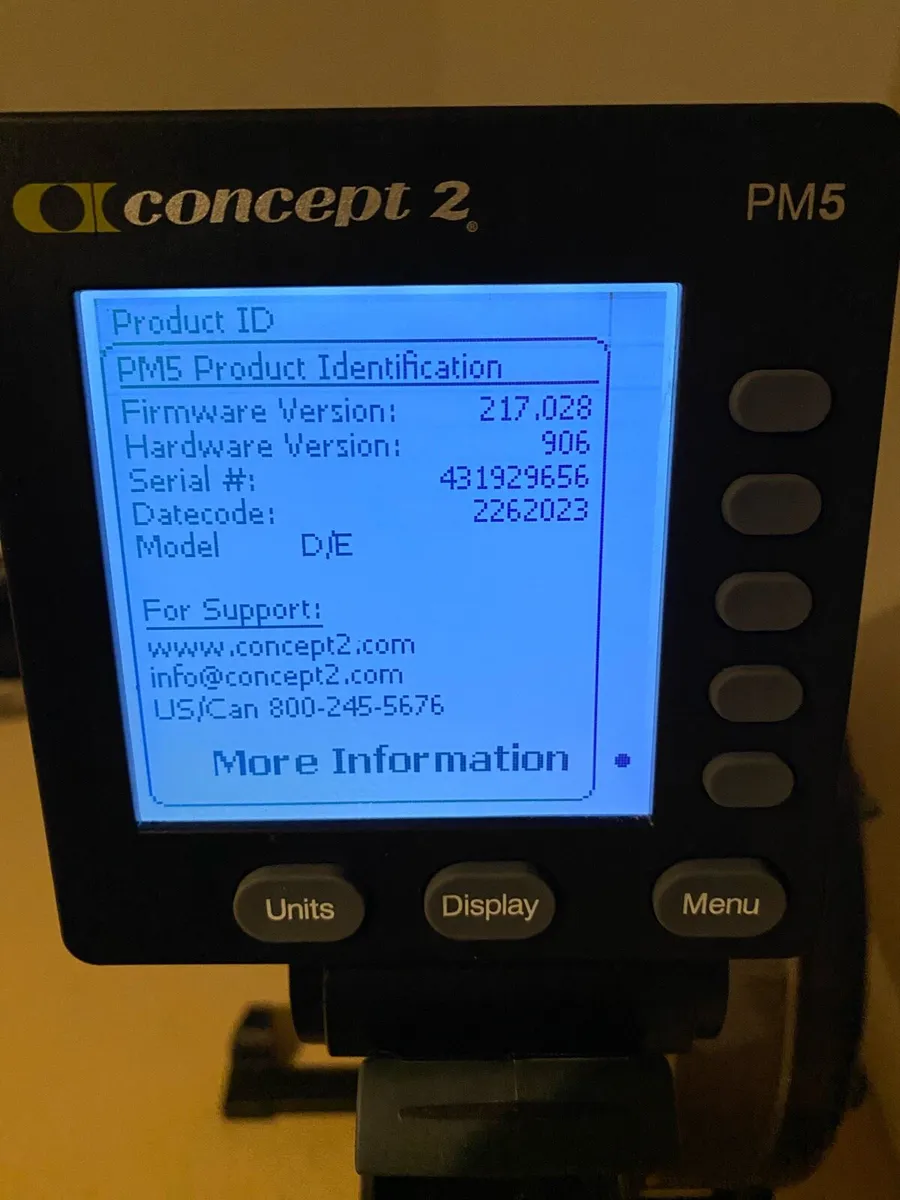 concept 2® PM5
Product ID
PM5 Product Identification
Firmware Version: 217.028
Hardware Version: 906
Serial #: 431929656
Datecode: 2262023
Model D/E
For Support:
www.concept2.com
info@concept2.com
US/Can 800-245-5676
More Information
Units Display Menu